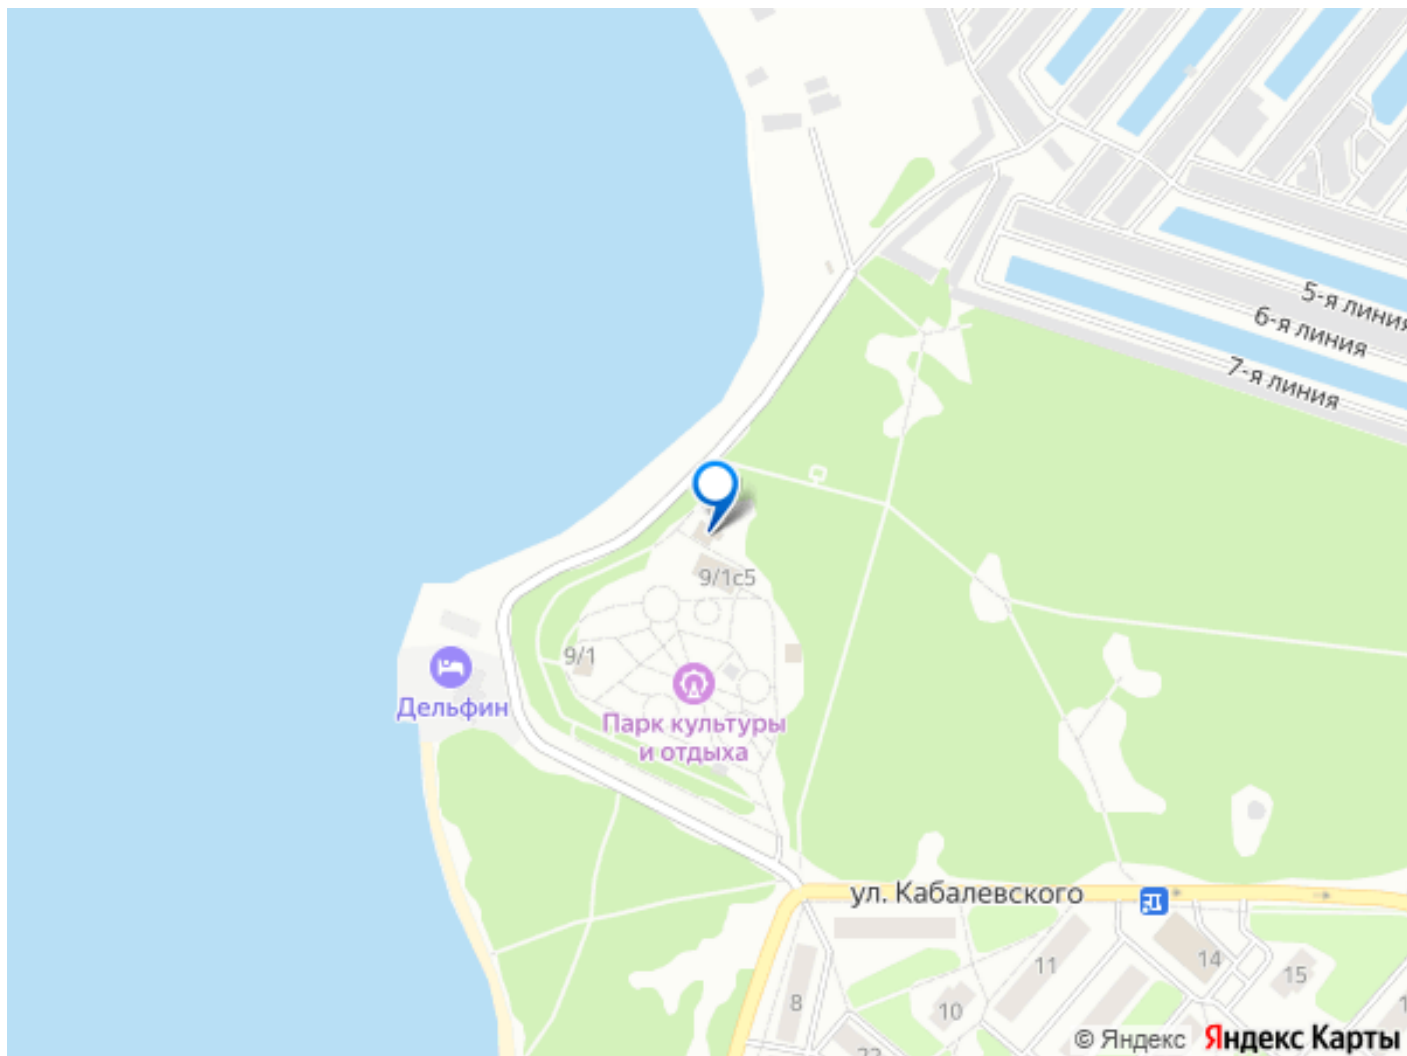 5-я линия
6-я линия
7-я линия
9/1с5
9/1
Дельфин
Парк культуры
и отдыха
ул. Кабалевского
14
11
15
8
10
© Яндекс Яндекс Карты